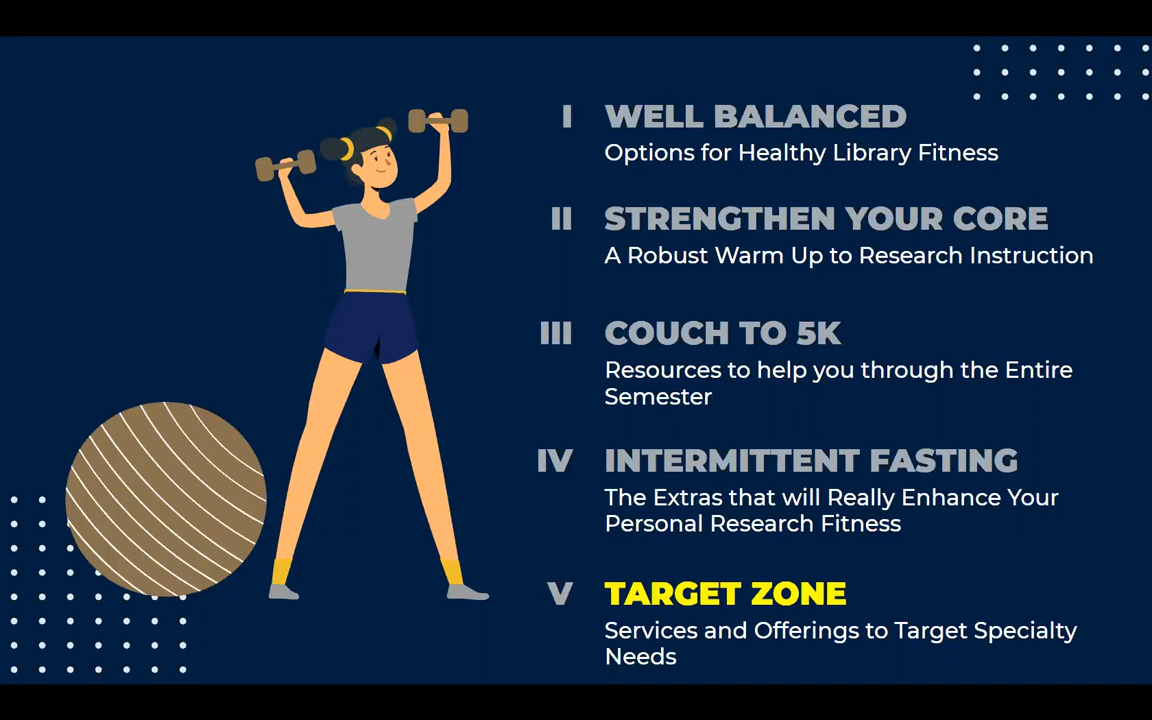 I WELL BALANCED
Options for Healthy Library Fitness
II STRENGTHEN YOUR CORE
A Robust Warm Up to Research Instruction
III COUCH TO 5K
Resources to help you through the Entire
Semester
IV INTERMITTENT FASTING
The Extras that will Really Enhance Your
Personal Research Fitness
V TARGET ZONE
Services and Offerings to Target Specialty
Needs